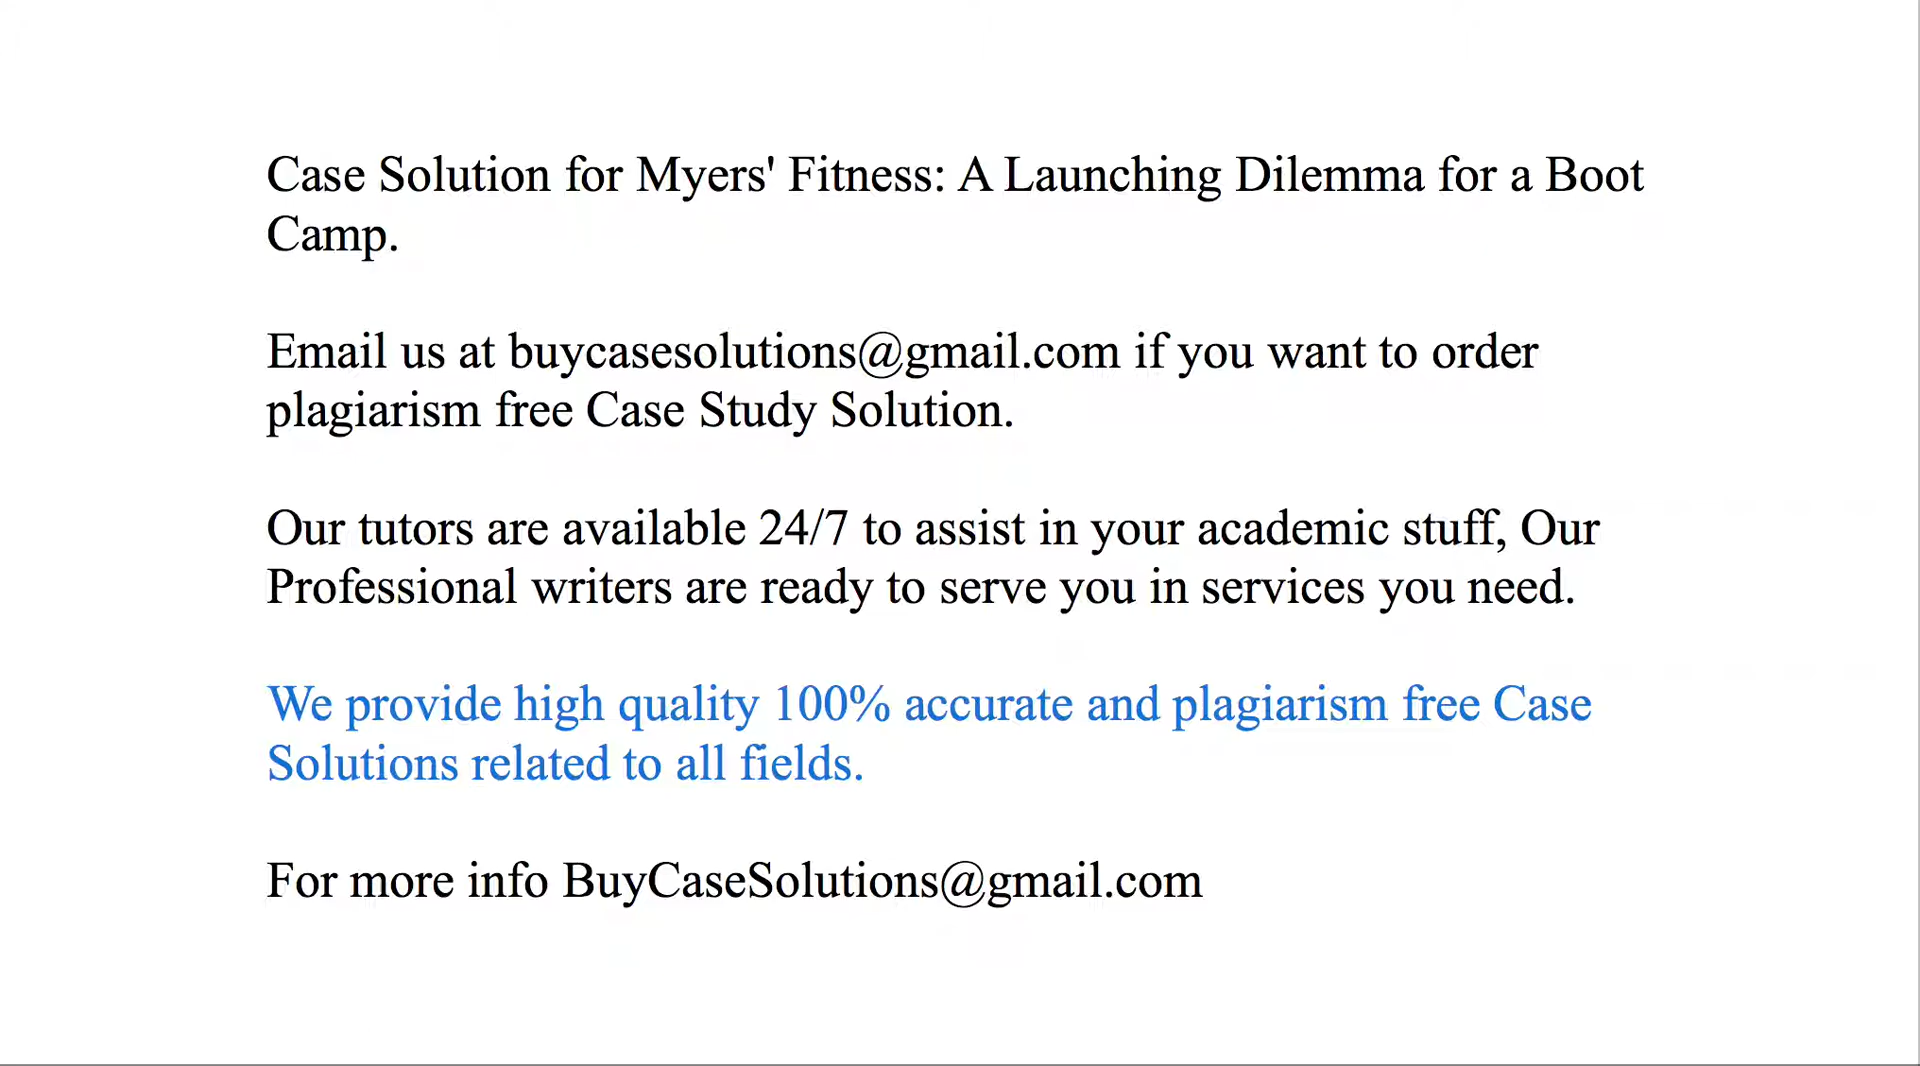 Case Solution for Myers' Fitness: A Launching Dilemma for a Boot
Camp.
Email us at buycasesolutions@gmail.com if you want to order
plagiarism free Case Study Solution.
Our tutors are available 24/7 to assist in your academic stuff, Our
Professional writers are ready to serve you in services you need.
We provide high quality 100% accurate and plagiarism free Case
Solutions related to all fields.
For more info BuyCaseSolutions@gmail.com